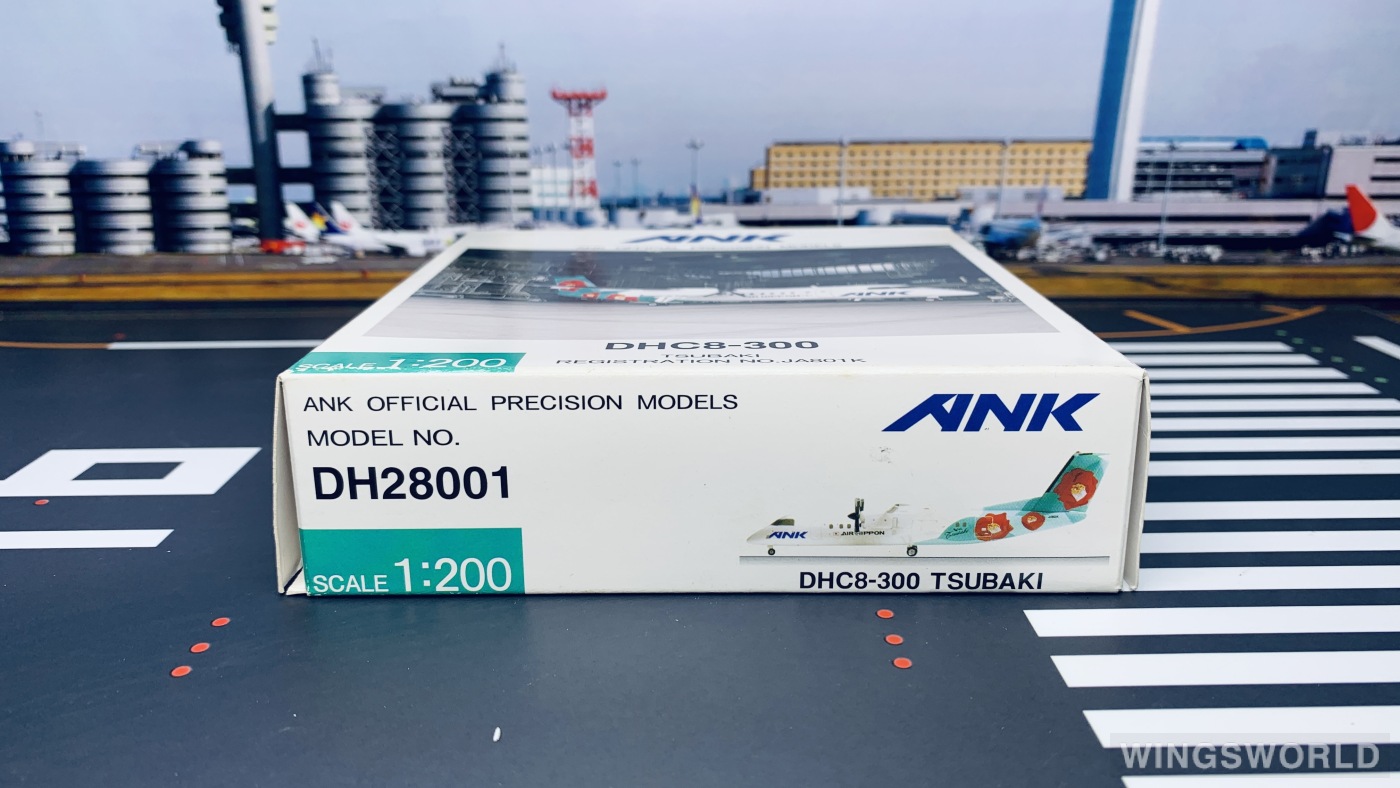 ANK
ANK
DHC8-300
TSUBAKI
REGISTRATION NO.JA801K
SCALE 1:200
ANK OFFICIAL PRECISION MODELS
ANK
MODEL NO.
DH28001
ANK
AIR NIPPON
SCALE 1:200
DHC8-300 TSUBAKI
WINGSWORLD